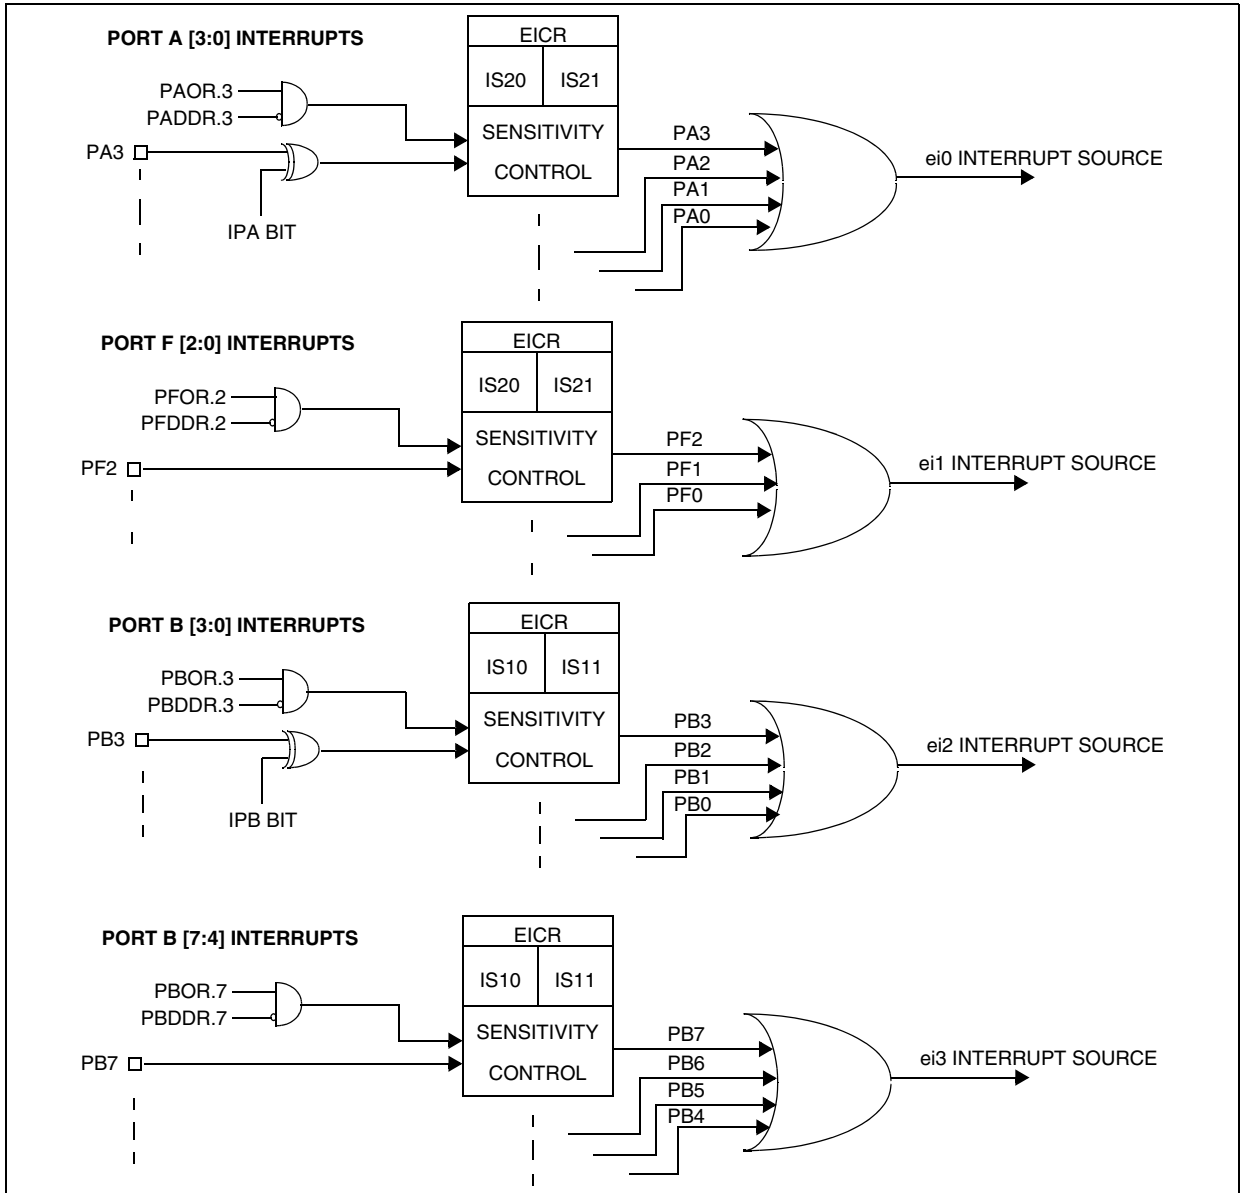 PORT A [3:0] INTERRUPTS
EICR
IS20 IS21
PAOR.3
PADDR.3
PA3
IPA BIT
SENSITIVITY
CONTROL
PA3
PA2
PA1
PA0
ei0 INTERRUPT SOURCE
PORT F [2:0] INTERRUPTS
EICR
IS20 IS21
PFOR.2
PFDDR.2
PF2
SENSITIVITY
CONTROL
PF2
PF1
PF0
ei1 INTERRUPT SOURCE
PORT B [3:0] INTERRUPTS
EICR
IS10 IS11
PBOR.3
PBDDR.3
PB3
IPB BIT
SENSITIVITY
CONTROL
PB3
PB2
PB1
PB0
ei2 INTERRUPT SOURCE
PORT B [7:4] INTERRUPTS
EICR
IS10 IS11
PBOR.7
PBDDR.7
PB7
SENSITIVITY
CONTROL
PB7
PB6
PB5
PB4
ei3 INTERRUPT SOURCE